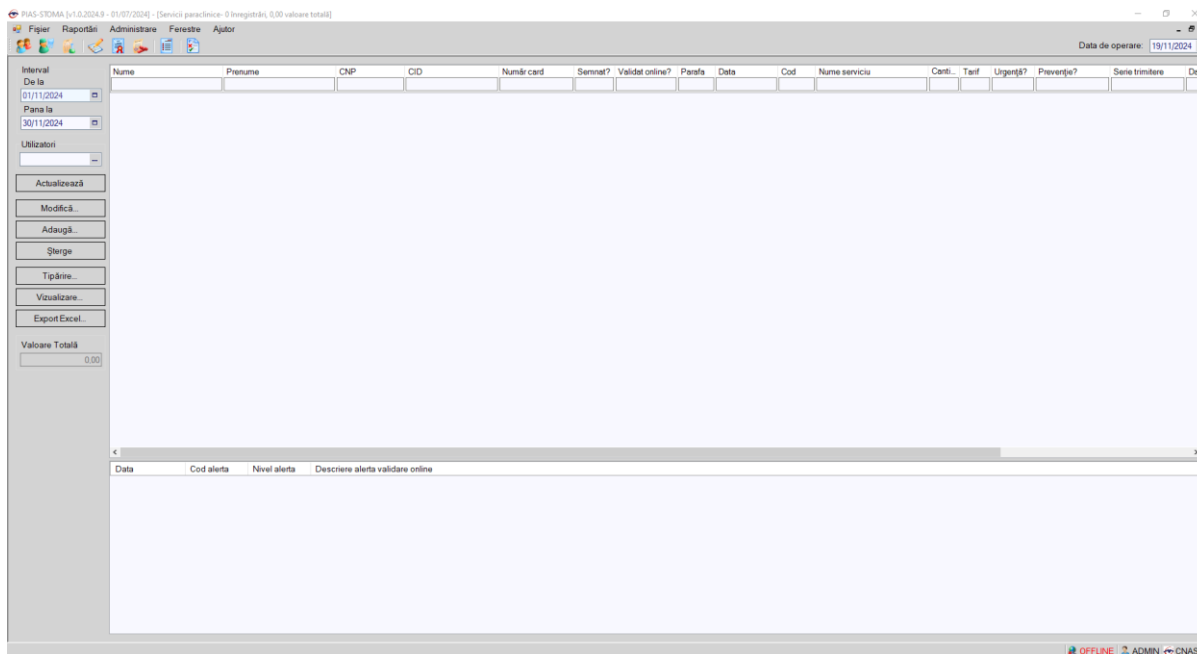 PIAS-STOMA [v1.0.2024.9 - 01/07/2024] - [Servicii paraclinice- 0 înregistrări, 0,00 valoare totală]
Fișier Raportări Administrare Ferestre Ajutor
Data de operare: 19/11/2024
Interval
De la
01/11/2024
Pana la
30/11/2024
Utilizatori
...
Actualizează
Modifică...
Adaugă...
Șterge
Tipărire...
Vizualizare...
Export Excel...
Valoare Totală
0,00
Nume Prenume CNP CID Număr card Semnat? Validat online? Parafa Data Cod Nume serviciu Canti... Tarif Urgență? Prevenție? Serie trimitere
Data Cod alerta Nivel alerta Descriere alerta validare online
OFFLINE ADMIN CNAS